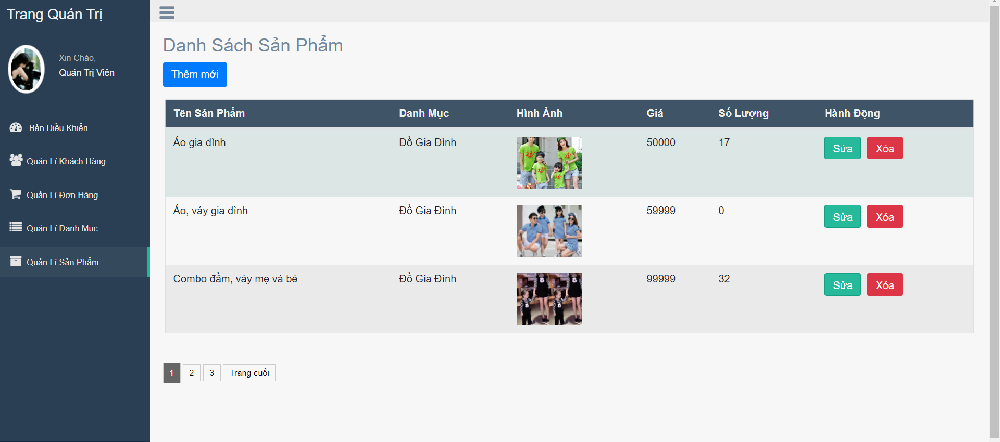 Trang Quản Trị
Xin Chào,
Quản Trị Viên
Bản Điều Khiển
Quản Lí Khách Hàng
Quản Lí Đơn Hàng
Quản Lí Danh Mục
Quản Lí Sản Phẩm
Danh Sách Sản Phẩm
Thêm mới
Tên Sản Phẩm Danh Mục Hình Ảnh Giá Số Lượng Hành Động
Áo gia đình Đồ Gia Đình 50000 17 Sửa Xóa
Áo, váy gia đình Đồ Gia Đình 59999 0 Sửa Xóa
Combo đầm, váy mẹ và bé Đồ Gia Đình 99999 32 Sửa Xóa
1 2 3 Trang cuối